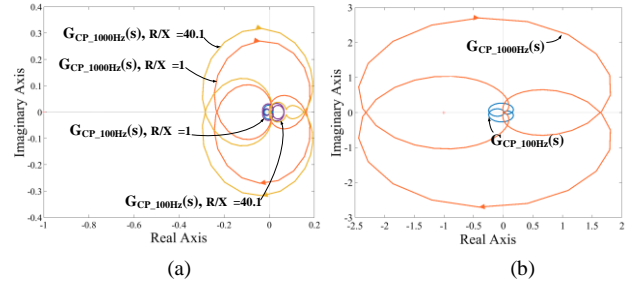 0.4
0.3
0.2
0.1
0
-0.1
-0.2
-0.3
-0.4
Imaginary Axis
-1
-0.8
-0.6
-0.4
-0.2
0
0.2
Real Axis
G_CP_1000Hz(s), R/X =40.1
G_CP_1000Hz(s), R/X =1
G_CP_100Hz(s), R/X =1
G_CP_100Hz(s), R/X =40.1
(a)
3
2
1
0
-1
-2
-3
Imaginary Axis
-2.5
-2
-1.5
-1
-0.5
0
0.5
1
1.5
2
Real Axis
G_CP_1000Hz(s)
G_CP_100Hz(s)
(b)